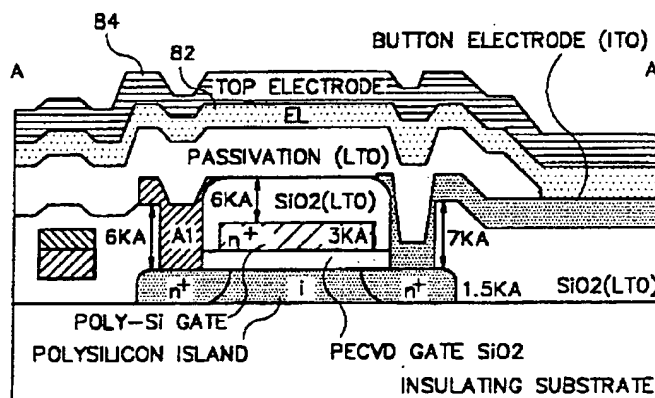 84
82
BUTTON ELECTRODE (ITO)
A
A
TOP ELECTRODE
EL
PASSIVATION (LTO)
6KA
SiO2(LTO)
6KA
Al
n+
3KA
7KA
n+
i
n+
1.5KA
SiO2(LTO)
POLY-Si GATE
POLYSILICON ISLAND
PECVD GATE SiO2
INSULATING SUBSTRATE